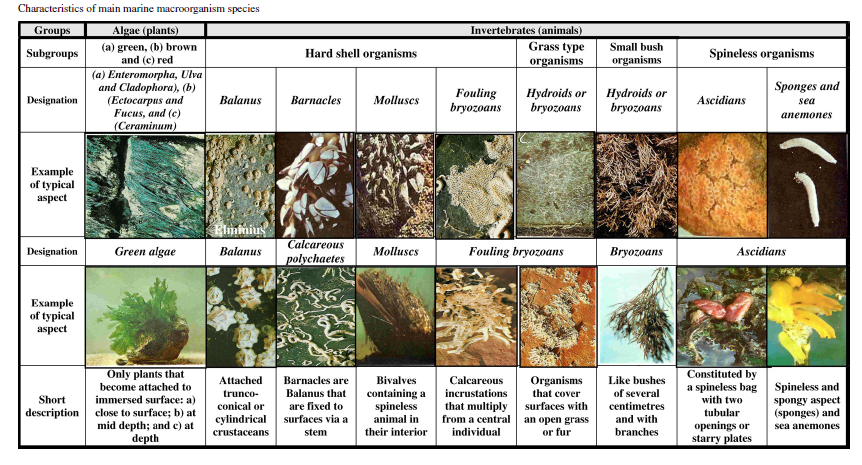 Characteristics of main marine macroorganism species
Groups
Algae (plants)
Invertebrates (animals)
Subgroups
(a) green, (b) brown
and (c) red
Hard shell organisms
Grass type
organisms
Small bush
organisms
Spineless organisms
Designation
(a) Enteromorpha, Ulva
and Cladophora), (b)
(Ectocarpus and
Fucus, and (c)
(Ceraminum)
Balanus
Barnacles
Molluscs
Fouling
bryozoans
Hydroids or
bryozoans
Hydroids or
bryozoans
Ascidians
Sponges and
sea
anemones
Example
of typical
aspect
Elminius
Designation
Green algae
Balanus
Calcareous
polychaetes
Molluscs
Fouling bryozoans
Bryozoans
Ascidians
Example
of typical
aspect
Short
description
Only plants that
become attached to
immersed surface: a)
close to surface; b) at
mid depth; and c) at
depth
Attached
trunco-
conical or
cylindrical
crustaceans
Barnacles are
Balanus that
are fixed to
surfaces via a
stem
Bivalves
containing a
spineless
animal in
their interior
Calcareous
incrustations
that multiply
from a central
individual
Organisms
that cover
surfaces with
an open grass
or fur
Like bushes
of several
centimetres
and with
branches
Constituted by
a spineless bag
with two
tubular
openings or
starry plates
Spineless and
spongy aspect
(sponges) and
sea anemones